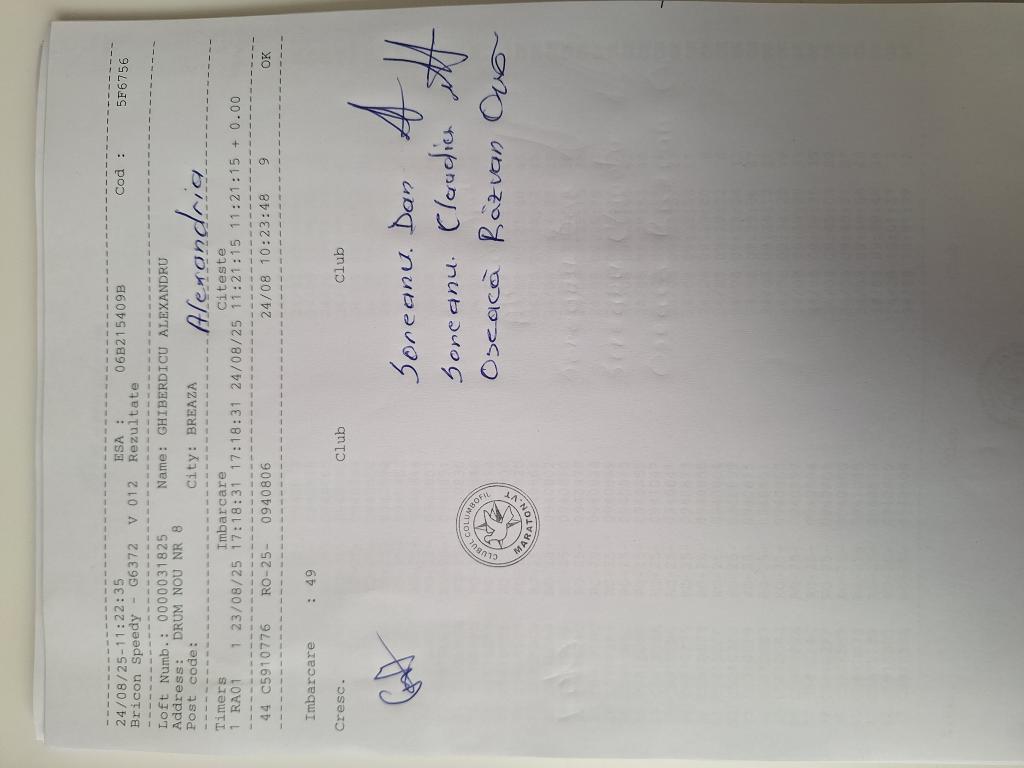 24/08/25-11:22:35 ESA : 06B215409B Cod : 5F6756
Bricon Speedy - G6372 V 012 Rezultate
Loft Numb.: 0000031825 Name: GHIBERDICU ALEXANDRU
Address: DRUM NOU NR 8
Post code: City: BREAZA Alexandria
Timers Imbarcare Citeste
1 RA01 1 23/08/25 17:18:31 17:18:31 24/08/25 11:21:15 11:21:15 + 0.00
44 C5910776 RO-25- 0940806 24/08 10:23:48 9 OK
Imbarcare : 49
Cresc. Club Club
Soreanu. Dan
Soreanu. Claudiu
Oseacă Răzvan
CLUBUL COLUMBOFIL
MARATON.VT